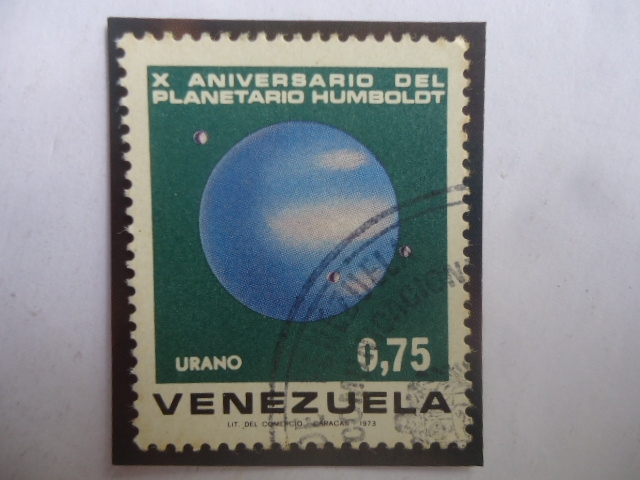 X ANIVERSARIO DEL
PLANETARIO HUMBOLDT
URANO
0,75
VENEZUELA
LIT. DEL COMERCIO CARACAS 1973